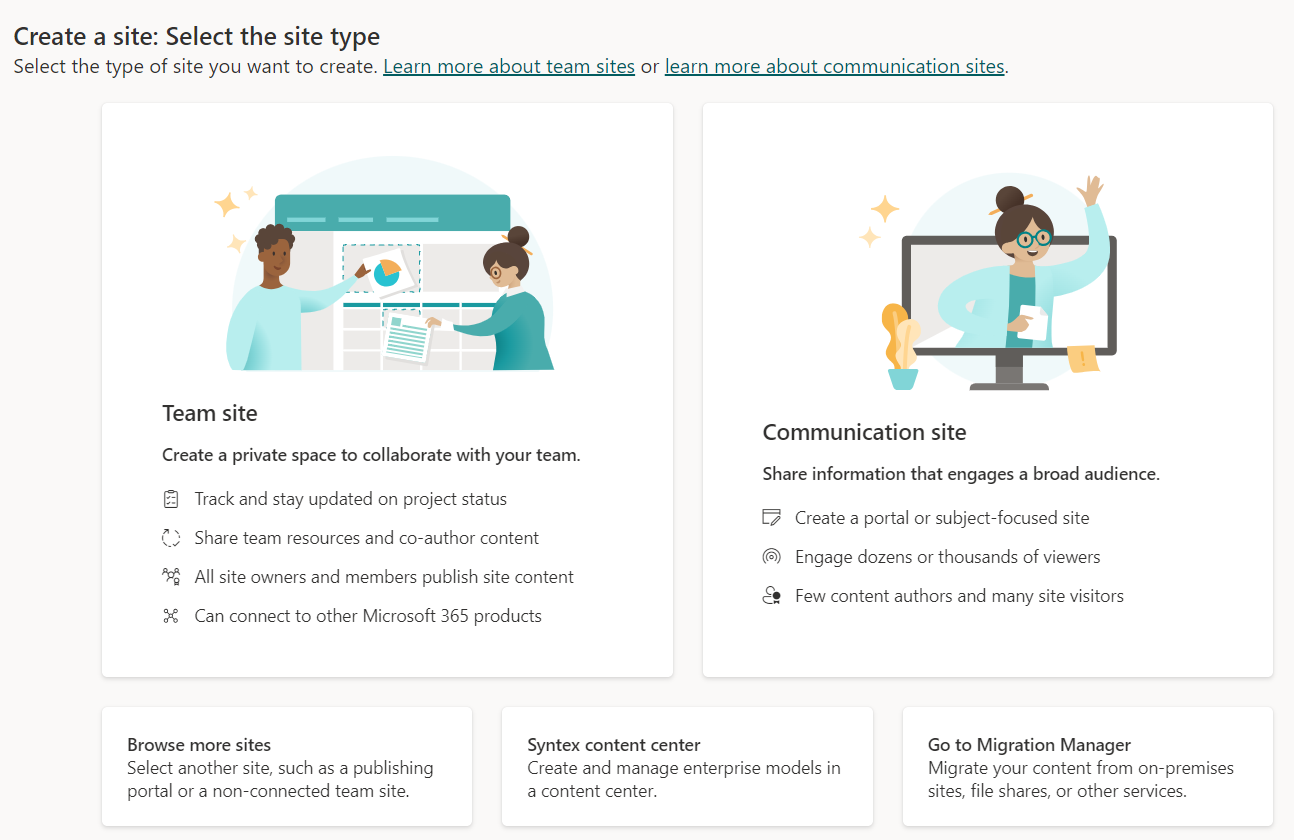 Create a site: Select the site type
Select the type of site you want to create. Learn more about team sites or learn more about communication sites.
Team site
Create a private space to collaborate with your team.
Track and stay updated on project status
Share team resources and co-author content
All site owners and members publish site content
Can connect to other Microsoft 365 products
Communication site
Share information that engages a broad audience.
Create a portal or subject-focused site
Engage dozens or thousands of viewers
Few content authors and many site visitors
Browse more sites
Select another site, such as a publishing
portal or a non-connected team site.
Syntex content center
Create and manage enterprise models in
a content center.
Go to Migration Manager
Migrate your content from on-premises
sites, file shares, or other services.